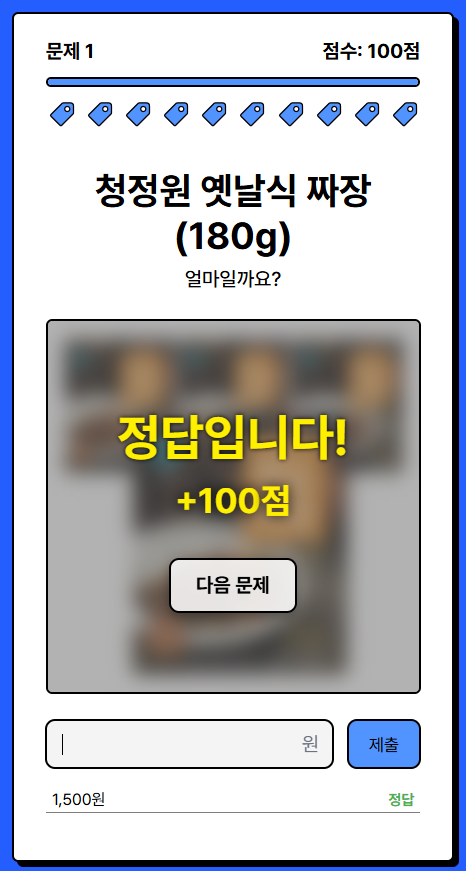 문제 1
점수: 100점
청정원 옛날식 짜장
(180g)
얼마일까요?
정답입니다!
+100점
다음 문제
원
제출
1,500원
정답